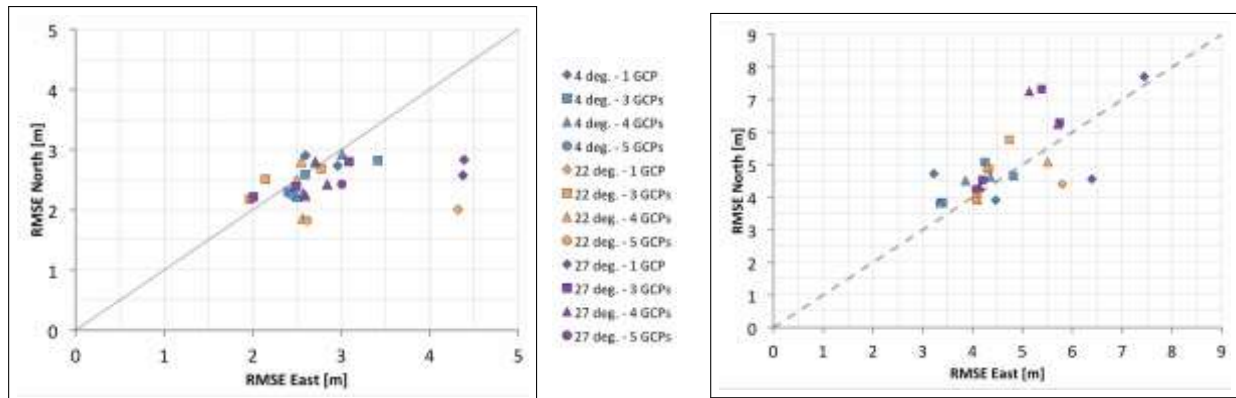 5
4
3
2
1
0
0
1
2
3
4
5
RMSE North [m]
RMSE East [m]
4 deg. - 1 GCP
4 deg. - 3 GCPs
4 deg. - 4 GCPs
4 deg. - 5 GCPs
22 deg. - 1 GCP
22 deg. - 3 GCPs
22 deg. - 4 GCPs
22 deg. - 5 GCPs
27 deg. - 1 GCP
27 deg. - 3 GCPs
27 deg. - 4 GCPs
27 deg. - 5 GCPs
9
8
7
6
5
4
3
2
1
0
0
1
2
3
4
5
6
7
8
9
RMSE North [m]
RMSE East [m]